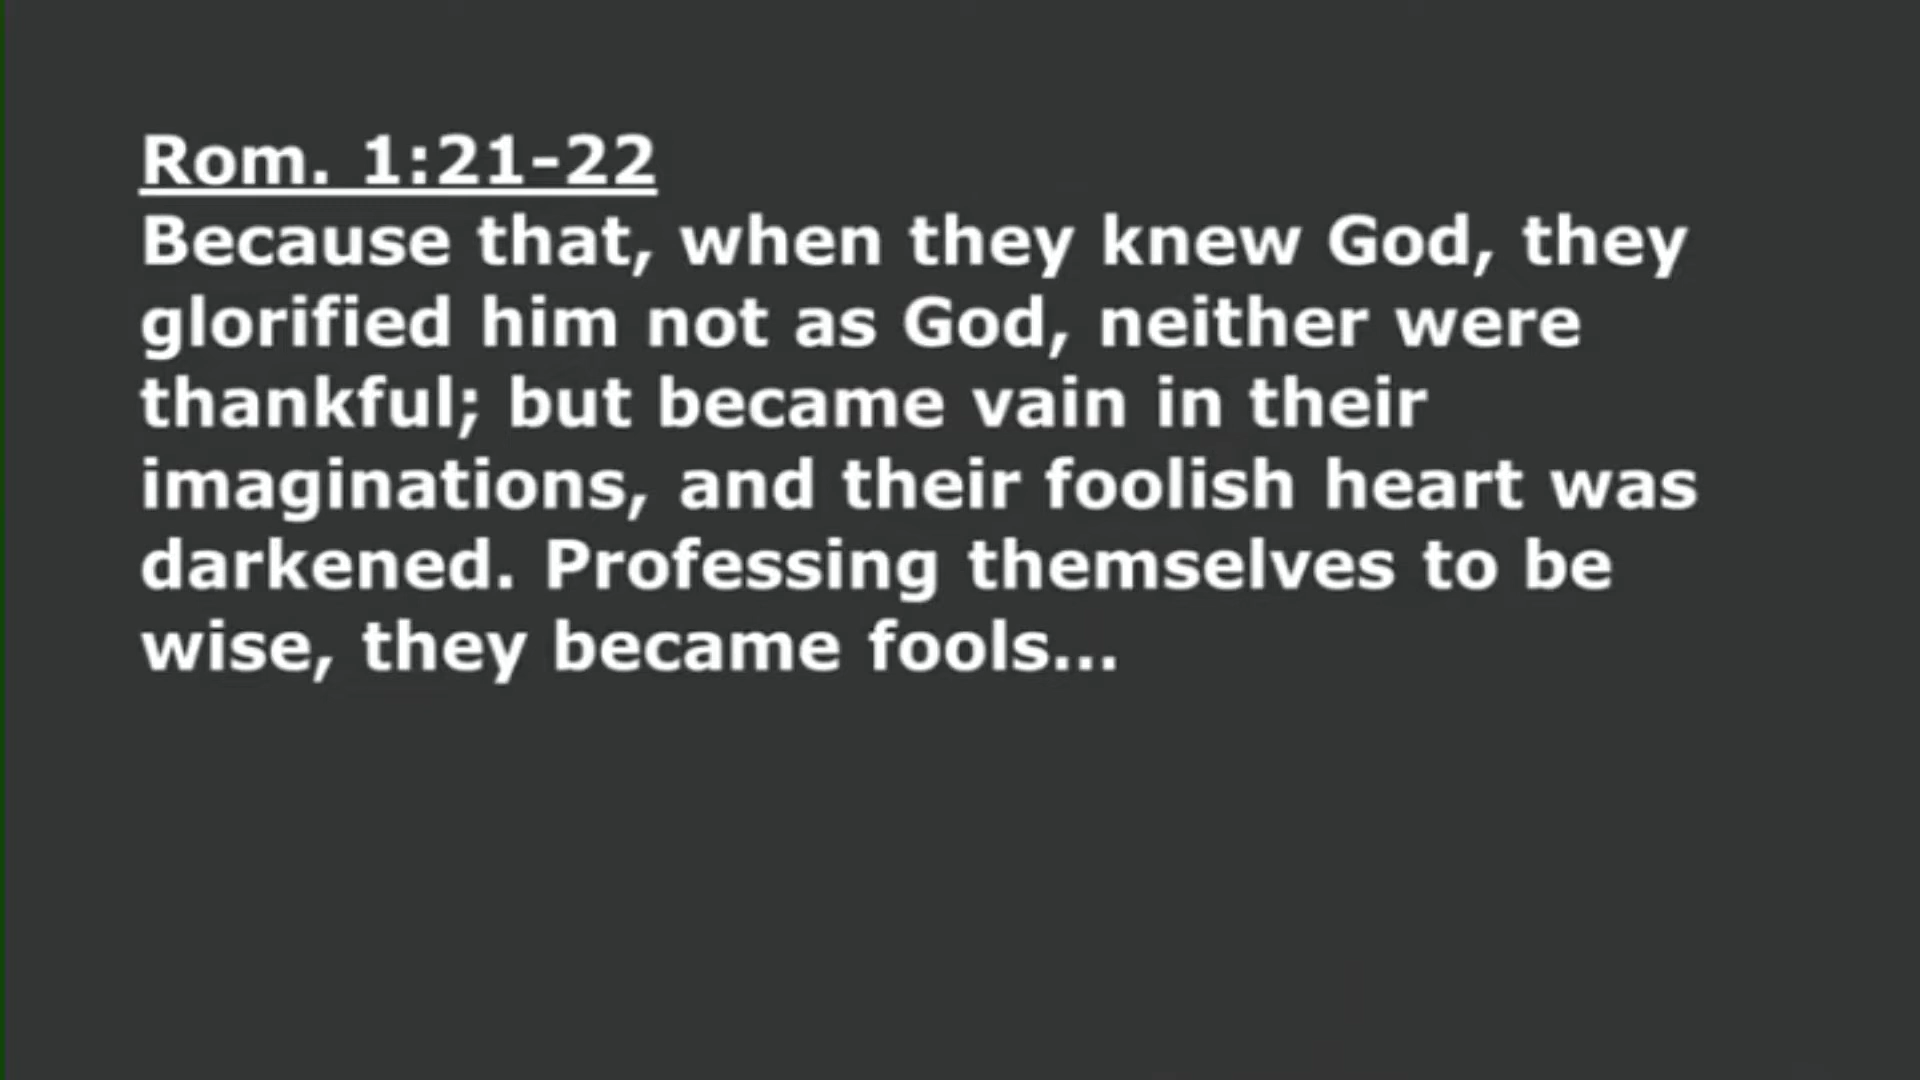 Rom. 1:21-22
Because that, when they knew God, they
glorified him not as God, neither were
thankful; but became vain in their
imaginations, and their foolish heart was
darkened. Professing themselves to be
wise, they became fools...